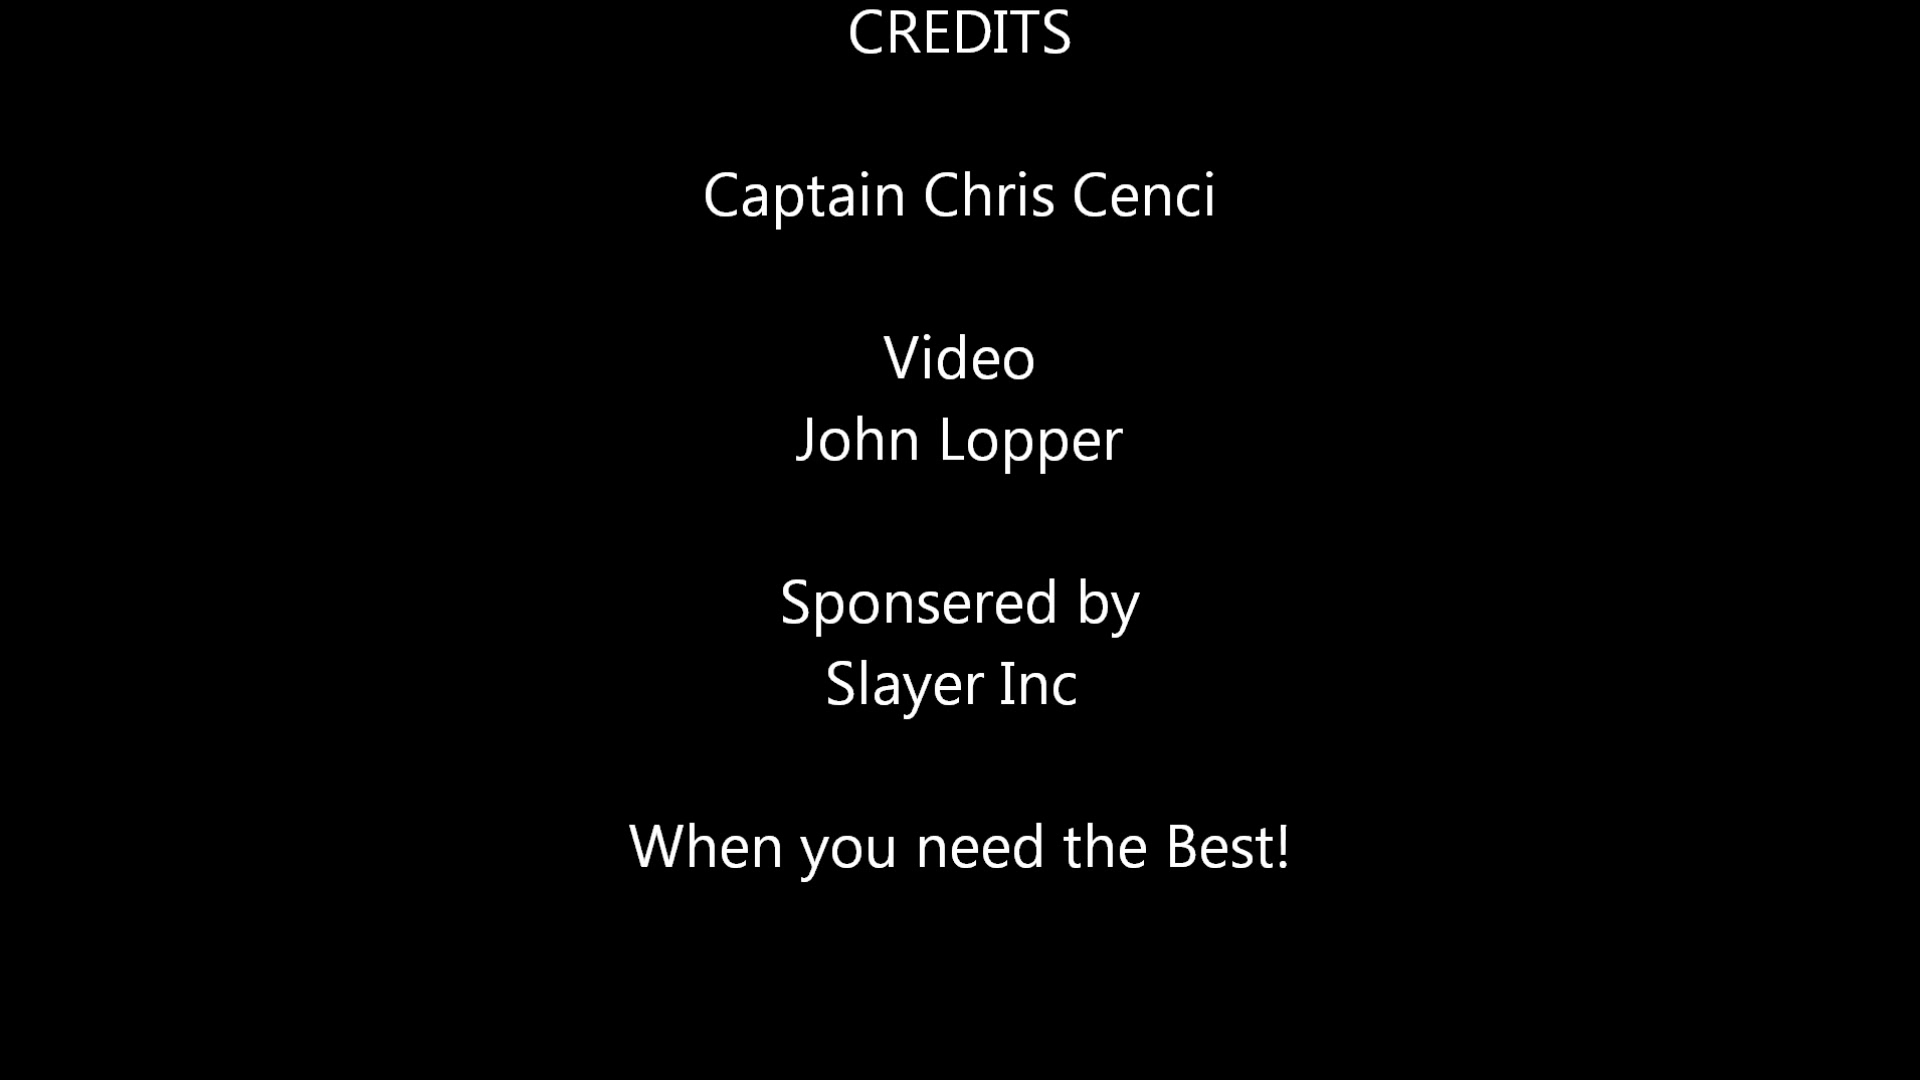 CREDITS
Captain Chris Cenci
Video
John Lopper
Sponsered by
Slayer Inc
When you need the Best!